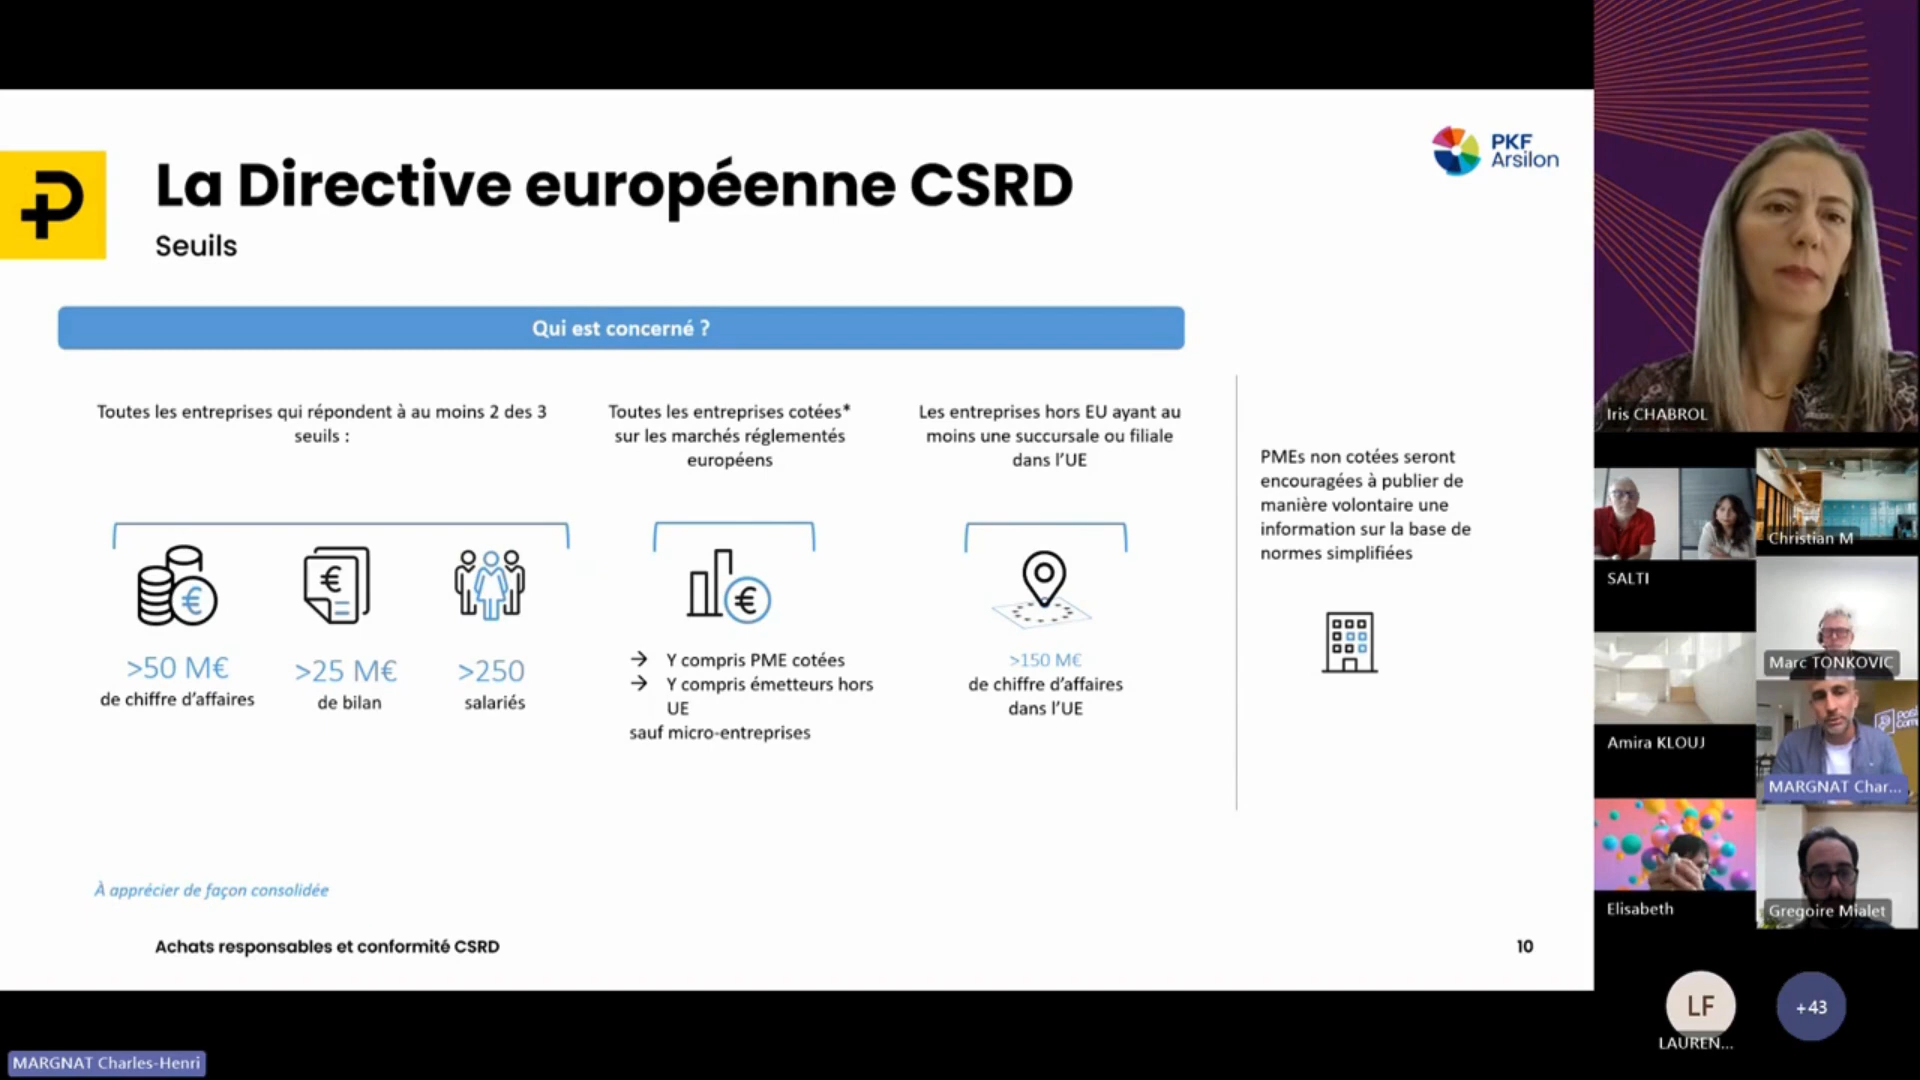 PKF
Arsilon
La Directive européenne CSRD
Seuils
Qui est concerné ?
Toutes les entreprises qui répondent à au moins 2 des 3
seuils :
>50 M€
de chiffre d'affaires
>25 M€
de bilan
>250
salariés
Toutes les entreprises cotées*
sur les marchés réglementés
européens
→ Y compris PME cotées
→ Y compris émetteurs hors
UE
sauf micro-entreprises
Les entreprises hors EU ayant au
moins une succursale ou filiale
dans l'UE
>150 M€
de chiffre d'affaires
dans l'UE
PMEs non cotées seront
encouragées à publier de
manière volontaire une
information sur la base de
normes simplifiées
À apprécier de façon consolidée
Achats responsables et conformité CSRD
10
MARGNAT Charles-Henri
Iris CHABROL
SALTI
Christian M
Marc TONKOVIC
Amira KLOUJ
MARGNAT Char...
Elisabeth
Gregoire Mialet
LF
LAUREN...
+43